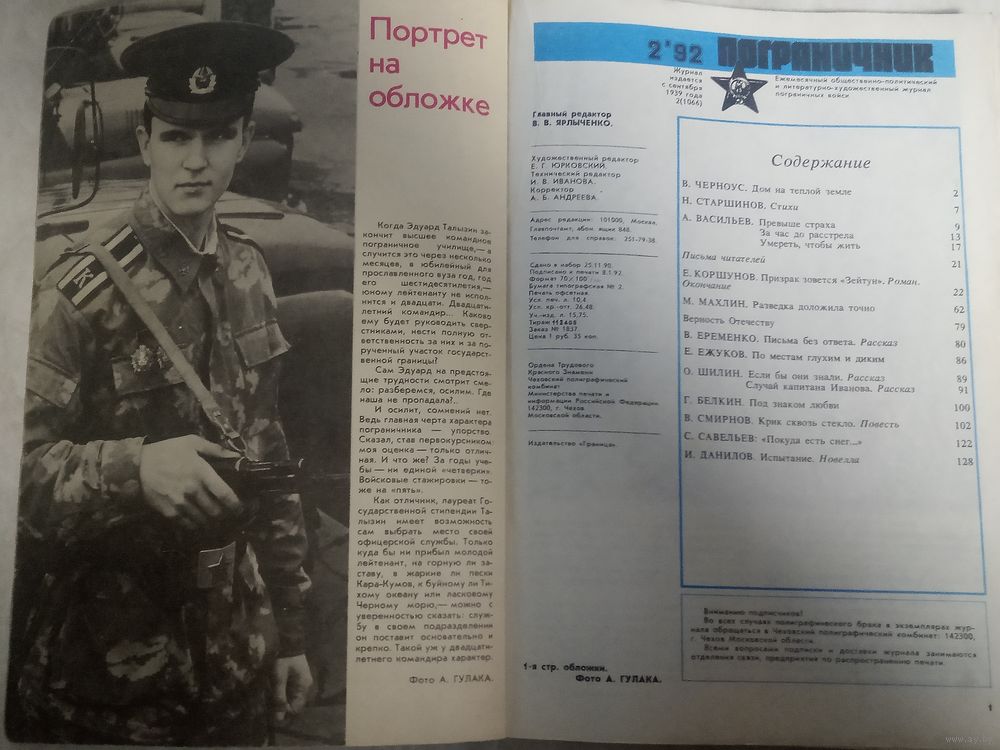 Портрет
на
обложке
Когда Эдуард Талызин за-
кончит высшее командное
пограничное училище,— а
случится это через несколько
месяцев, в юбилейный для
прославленного вуза год, год
его шестидесятилетия,—
юному лейтенанту не испол-
нится и двадцати. Двадцати-
летний командир... Каково
ему будет руководить свер-
стниками, нести полную от-
ветственность за них и за по-
рученный участок государст-
венной границы?
Сам Эдуард на предстоя-
щие трудности смотрит сме-
ло: разберемся, осилим. Где
наша не пропадала?..
И осилит, сомнений нет.
Ведь главная черта характера
пограничника — упорство.
Сказал, став первокурсником:
моя оценка — только отлич-
ная. И что же? За годы уче-
бы — ни единой «четверки».
Войсковые стажировки — то-
же на «пять».
Как отличник, лауреат Го-
сударственной стипендии Та-
лызин имеет возможность
сам выбрать место своей
офицерской службы. Только
куда бы ни прибыл молодой
лейтенант, на горную ли за-
ставу, в жаркие ли пески
Кара-Кумов, к буйному ли Ти-
хому океану или ласковому
Черному морю,— можно с
уверенностью сказать: служ-
бу в своем подразделении
он поставит основательно и
крепко. Такой уж у двадцати-
летнего командира характер.
Фото А. ГУЛАКА.
2'92 ПОГРАНИЧНИК
Журнал
издается
с сентября
1939 года
2(1066)
Ежемесячный общественно-политический
и литературно-художественный журнал
пограничных войск
Главный редактор
В. В. ЯРЛЫЧЕНКО.
Художественный редактор
Е. Г. ЮРКОВСКИЙ.
Технический редактор
И. В. ИВАНОВА.
Корректор
А. Б. АНДРЕЕВА.
Адрес редакции: 101000, Москва,
Главпочтамт, абон. ящик 848.
Телефон для справок: 251-79-38.
Сдано в набор 25.11.90.
Подписано к печати 8.1.92.
Формат 70×100
Бумага типографская № 2.
Печать офсетная
Усл. печ. л. 10,4.
Усл. кр.-отт. 26,48.
Уч.-изд. л. 15,75.
Тираж
Заказ № 1837.
Цена 1 руб. 35 коп.
Ордена Трудового
Красного Знамени
Чеховский полиграфический
комбинат
Министерства печати и
информации Российской Федерации
142300, г. Чехов
Московской области.
Издательство «Граница»
1-я стр. обложки.
Фото А. ГУЛАКА.
Содержание
В. ЧЕРНОУС. Дом на теплой земле 2
Н. СТАРШИНОВ. Стихи 7
А. ВАСИЛЬЕВ. Превыше страха 9
За час до расстрела 13
Умереть, чтобы жить 17
Письма читателей 21
Е. КОРШУНОВ. Призрак зовется «Зейтун». Роман.
Окончание 22
М. МАХЛИН. Разведка доложила точно 62
Верность Отечеству 79
В. ЕРЕМЕНКО. Письма без ответа. Рассказ 80
Е. ЕЖУКОВ. По местам глухим и диким 86
О. ШИЛИН. Если бы они знали. Рассказ 89
Случай капитана Иванова. Рассказ 91
Г. БЕЛКИН. Под знаком любви 100
В. СМИРНОВ. Крик сквозь стекло. Повесть 102
С. САВЕЛЬЕВ: «Покуда есть снег...» 122
И. ДАНИЛОВ. Испытание. Новелла 128
Вниманию подписчиков!
Во всех случаях полиграфического брака в экземплярах жур-
нала обращаться в Чеховский полиграфический комбинат: 142300,
г. Чехов Московской области.
Всеми вопросами подписки и доставки журнала занимаются
отделения связи, предприятия по распространению печати.
1